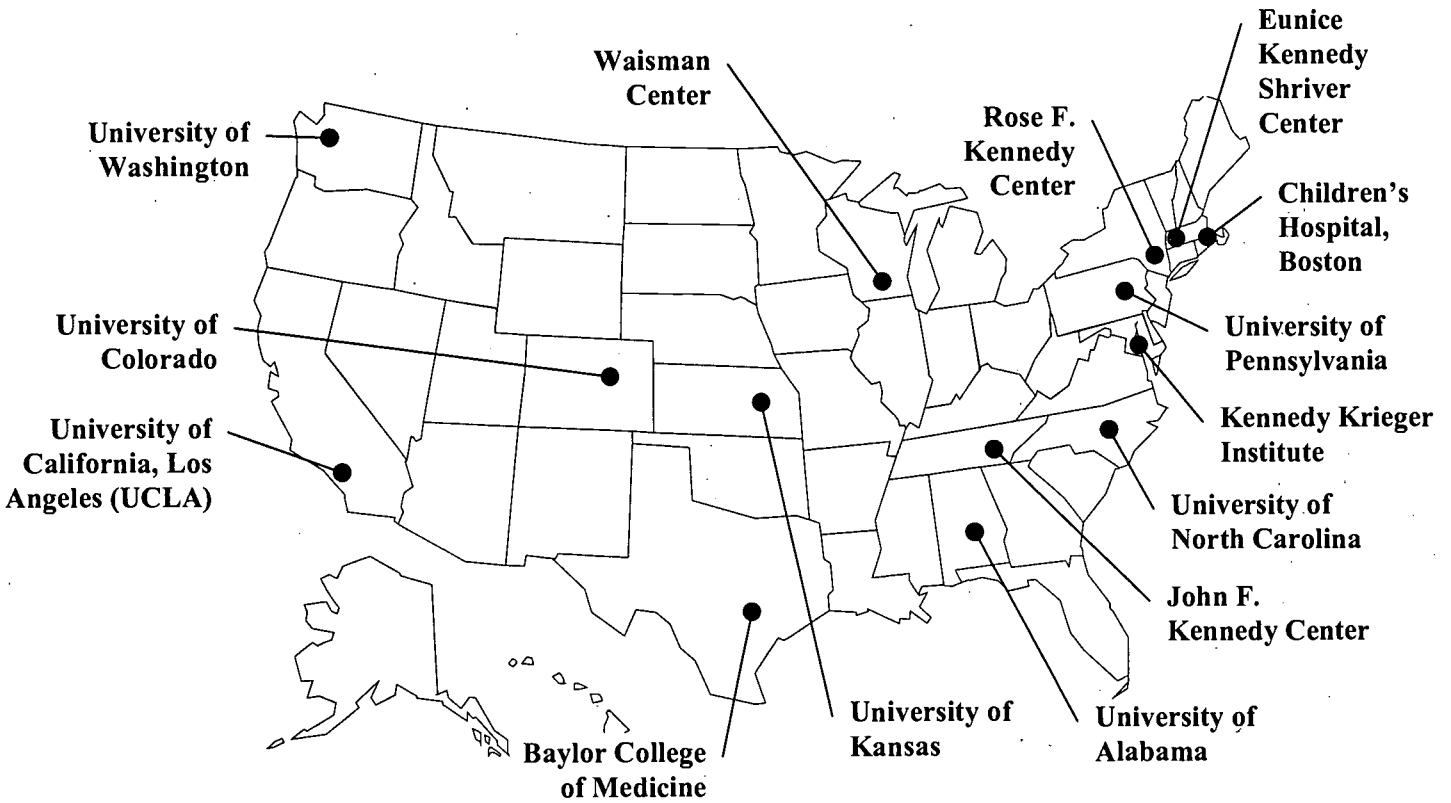 Eunice
Kennedy
Shriver
Center
Waisman
Center
Rose F.
Kennedy
Center
University of
Washington
Children's
Hospital,
Boston
University of
Colorado
University of
Pennsylvania
University of
California, Los
Angeles (UCLA)
Kennedy Krieger
Institute
University of
North Carolina
John F.
Kennedy Center
University of
Kansas
University of
Alabama
Baylor College
of Medicine